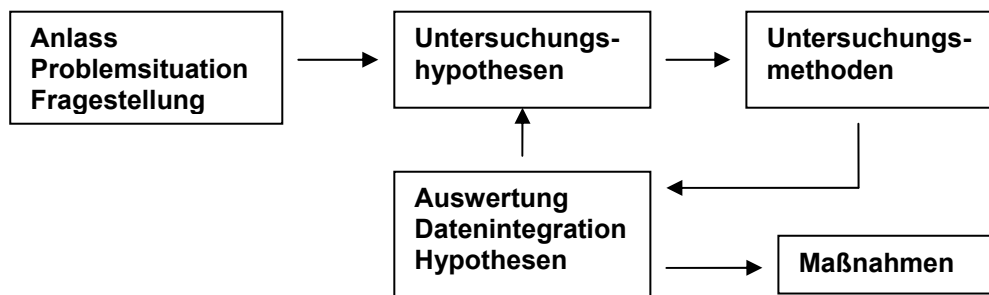 Anlass
Problemsituation
Fragestellung
Untersuchungs-
hypothesen
Untersuchungs-
methoden
Auswertung
Datenintegration
Hypothesen
Maßnahmen